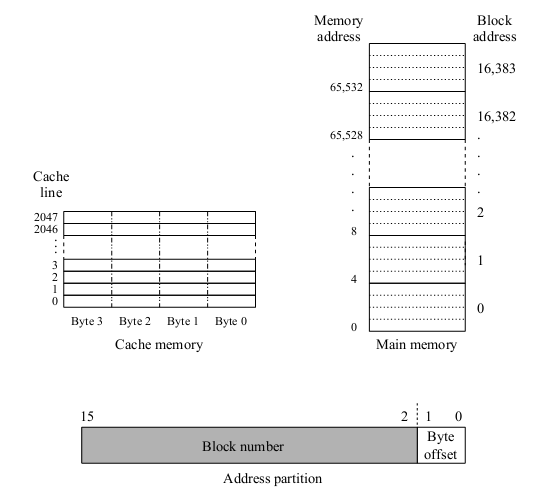 Memory address
Block address
16,383
65,532
16,382
65,528
.
.
.
.
.
.
.
.
2
8
1
4
0
0
Cache line
2047
2046
:
:
3
2
1
0
Byte 3 Byte 2 Byte 1 Byte 0
Cache memory
Main memory
15 2 1 0
Block number
Byte offset
Address partition